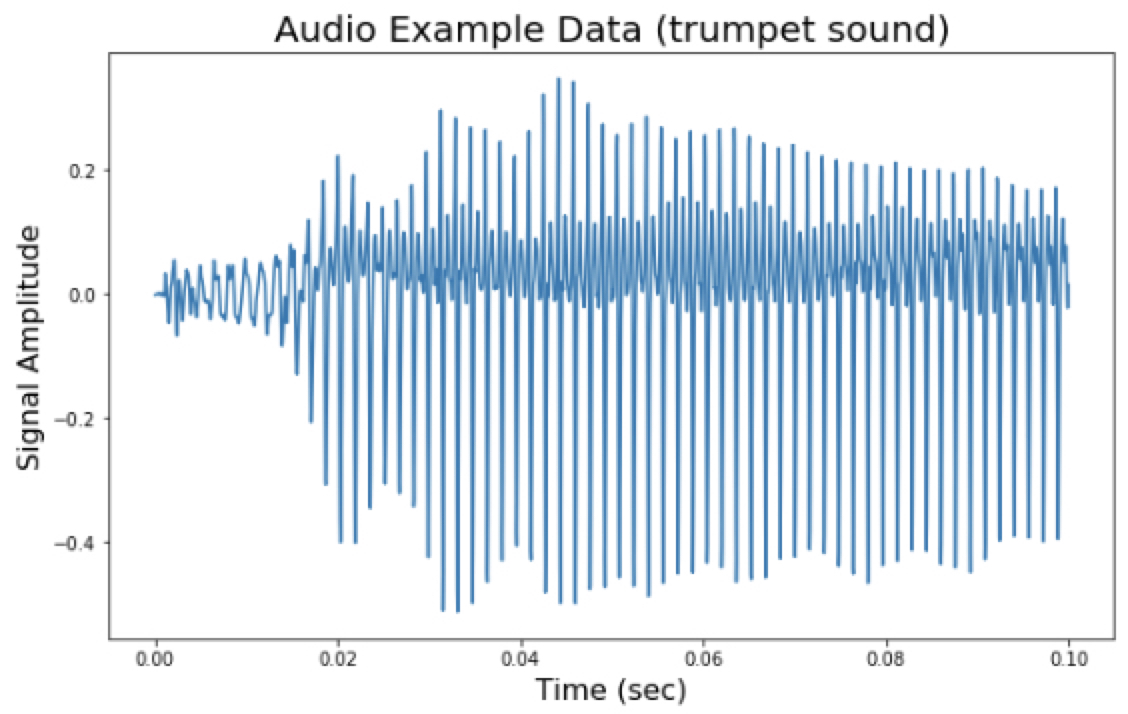 Audio Example Data (trumpet sound)
Signal Amplitude
0.2
0.0
−0.2
−0.4
0.00 0.02 0.04 0.06 0.08 0.10
Time (sec)